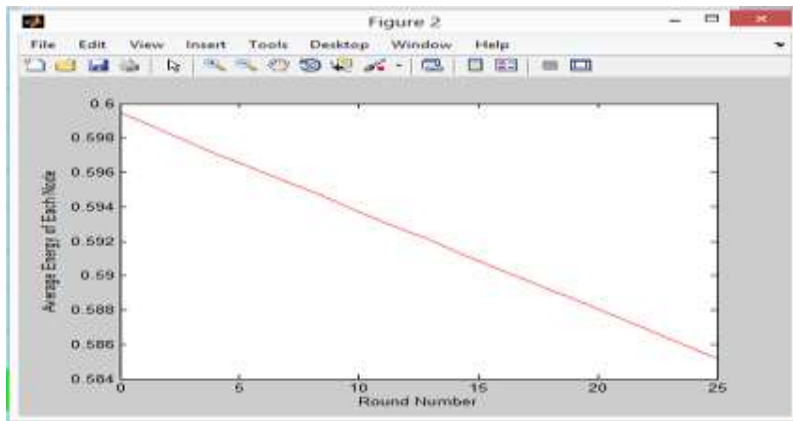 Figure 2
File Edit View Insert Tools Desktop Window Help
0.6
0.598
0.596
0.594
0.592
0.59
0.588
0.586
0.584
Average Energy of Each Node
0 5 10 15 20 25
Round Number